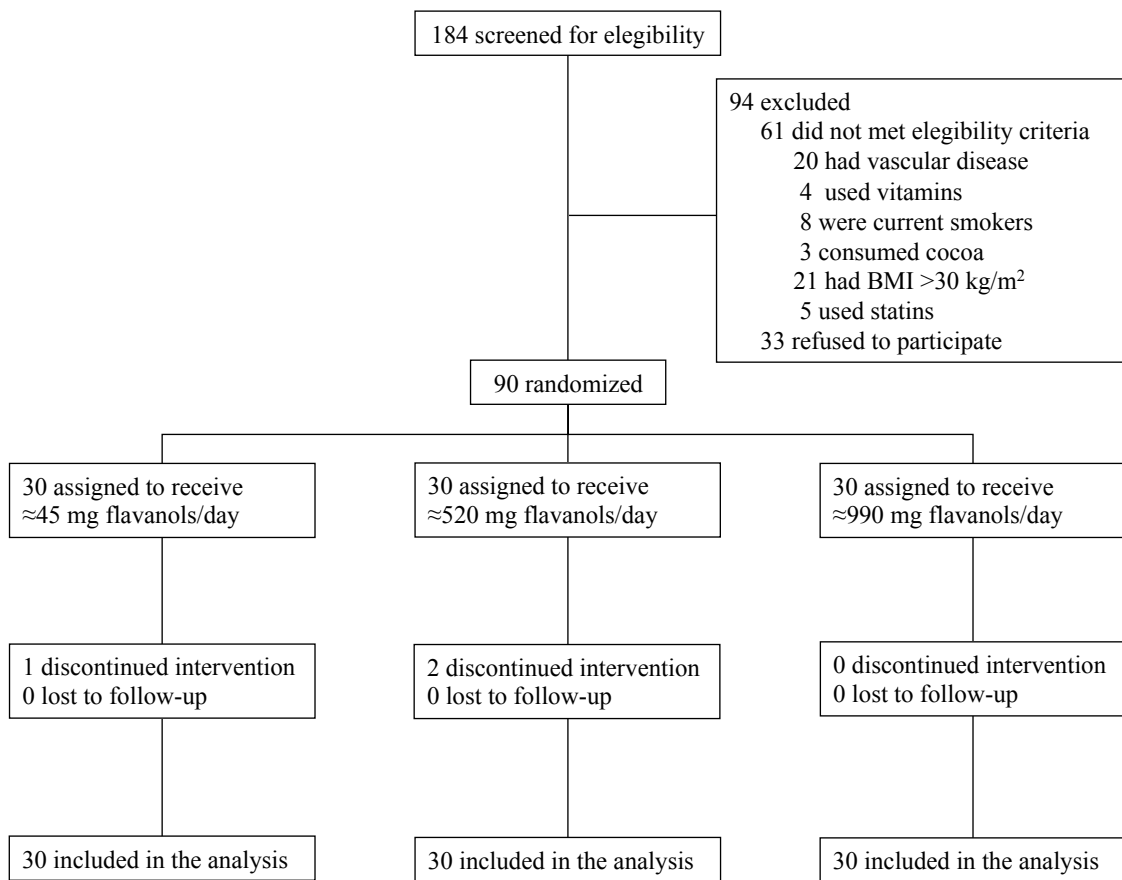 184 screened for elegibility
94 excluded
61 did not met elegibility criteria
20 had vascular disease
4 used vitamins
8 were current smokers
3 consumed cocoa
21 had BMI >30 kg/m²
5 used statins
33 refused to participate
90 randomized
30 assigned to receive
≈45 mg flavanols/day
30 assigned to receive
≈520 mg flavanols/day
30 assigned to receive
≈990 mg flavanols/day
1 discontinued intervention
0 lost to follow-up
2 discontinued intervention
0 lost to follow-up
0 discontinued intervention
0 lost to follow-up
30 included in the analysis
30 included in the analysis
30 included in the analysis